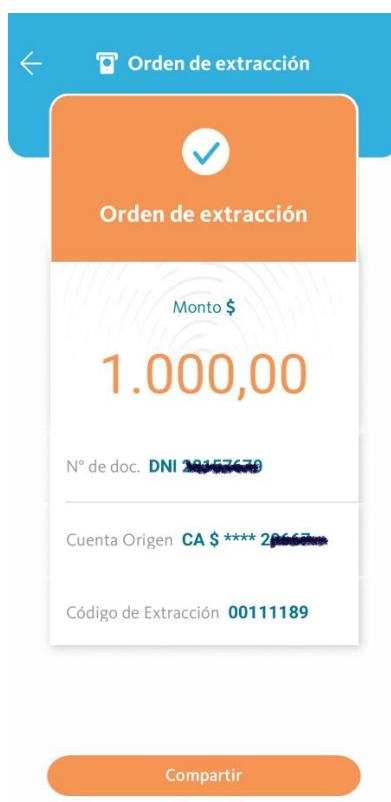 Orden de extracción
Orden de extracción
Monto $
1.000,00
N° de doc. DNI
Cuenta Origen CA $ ****
Código de Extracción 00111189
Compartir